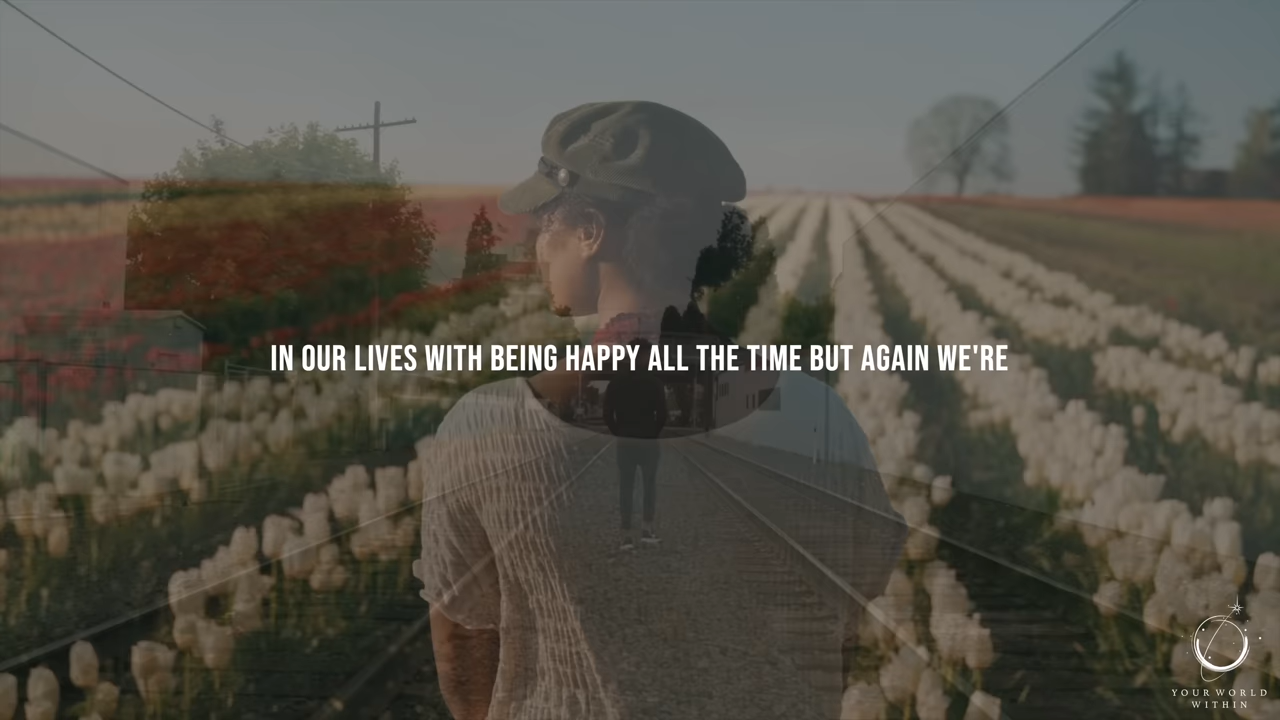 IN OUR LIVES WITH BEING HAPPY ALL THE TIME BUT AGAIN WE'RE
YOUR WORLD
WITHIN